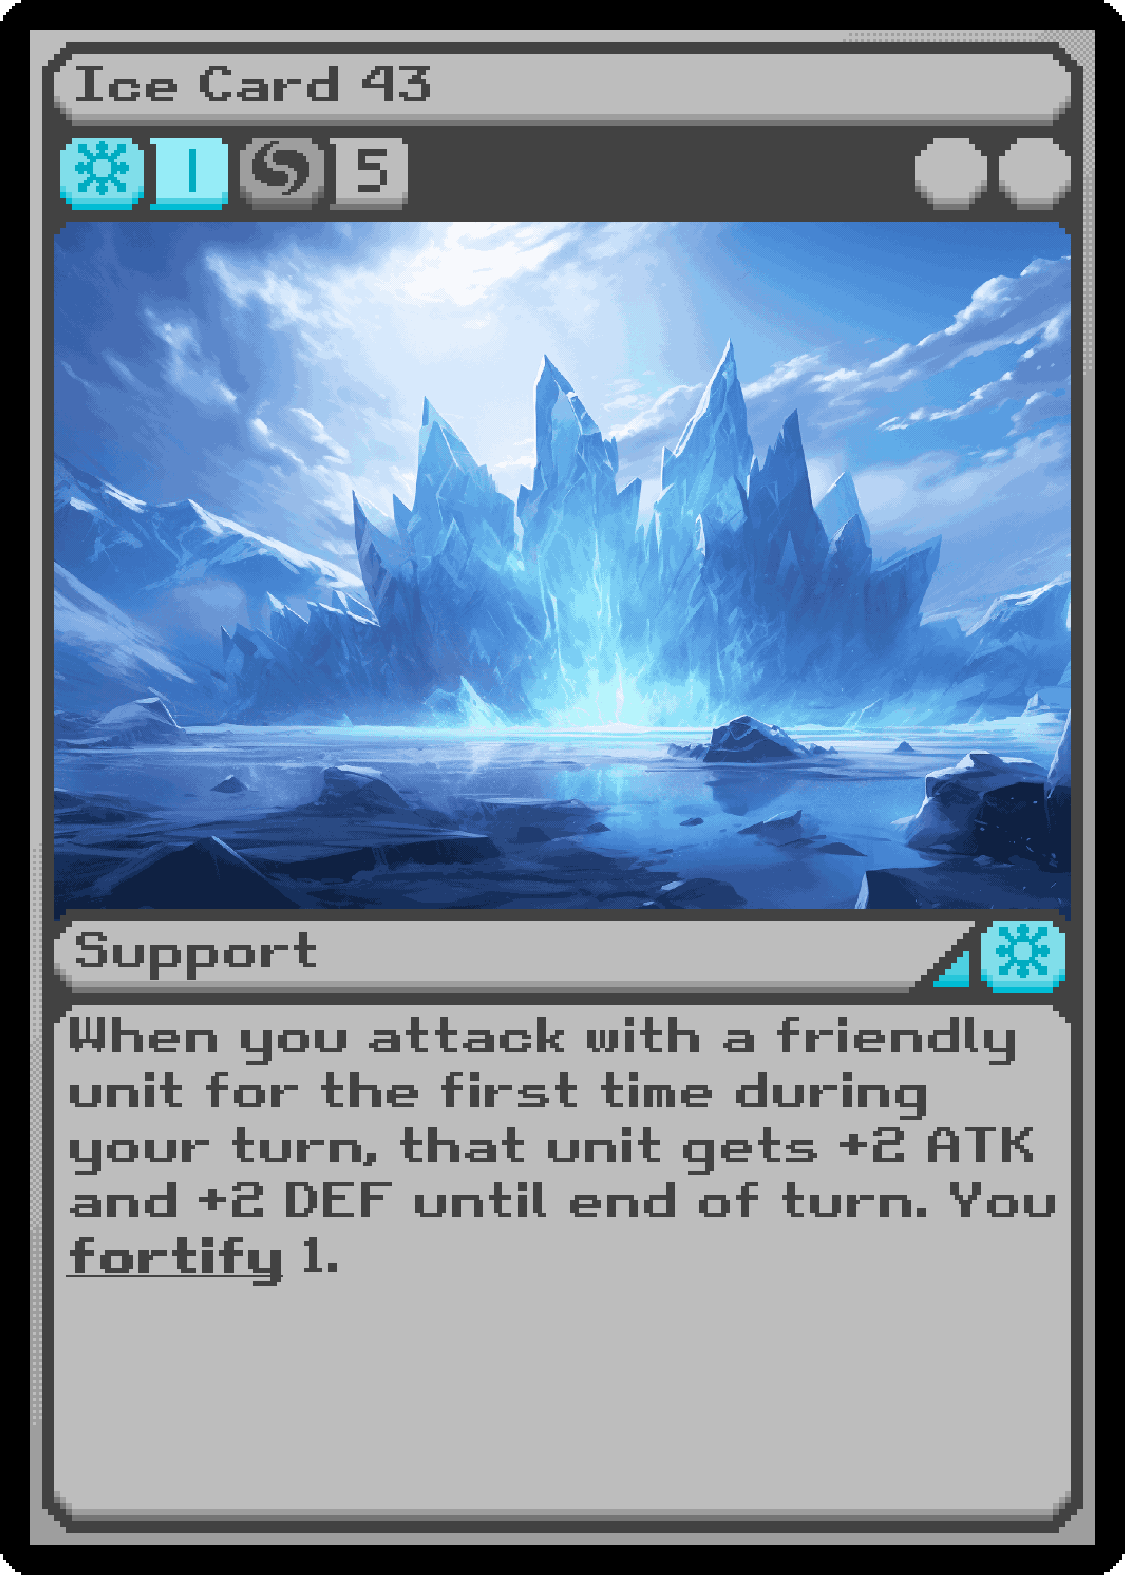 Ice Card 43
1 5
Support
When you attack with a friendly
unit for the first time during
your turn, that unit gets +2 ATK
and +2 DEF until end of turn. You
fortify 1.